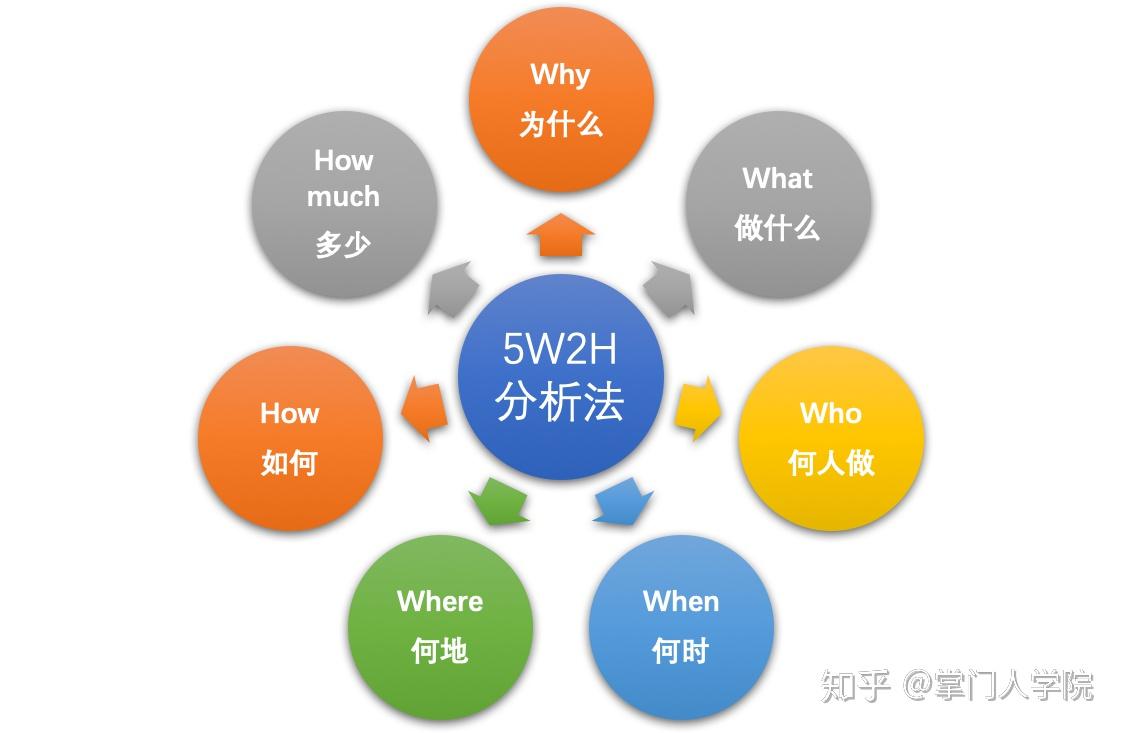 Why
为什么
How
much
多少
What
做什么
5W2H
分析法
How
如何
Who
何人做
Where
何地
When
何时
知乎 @掌门人学院